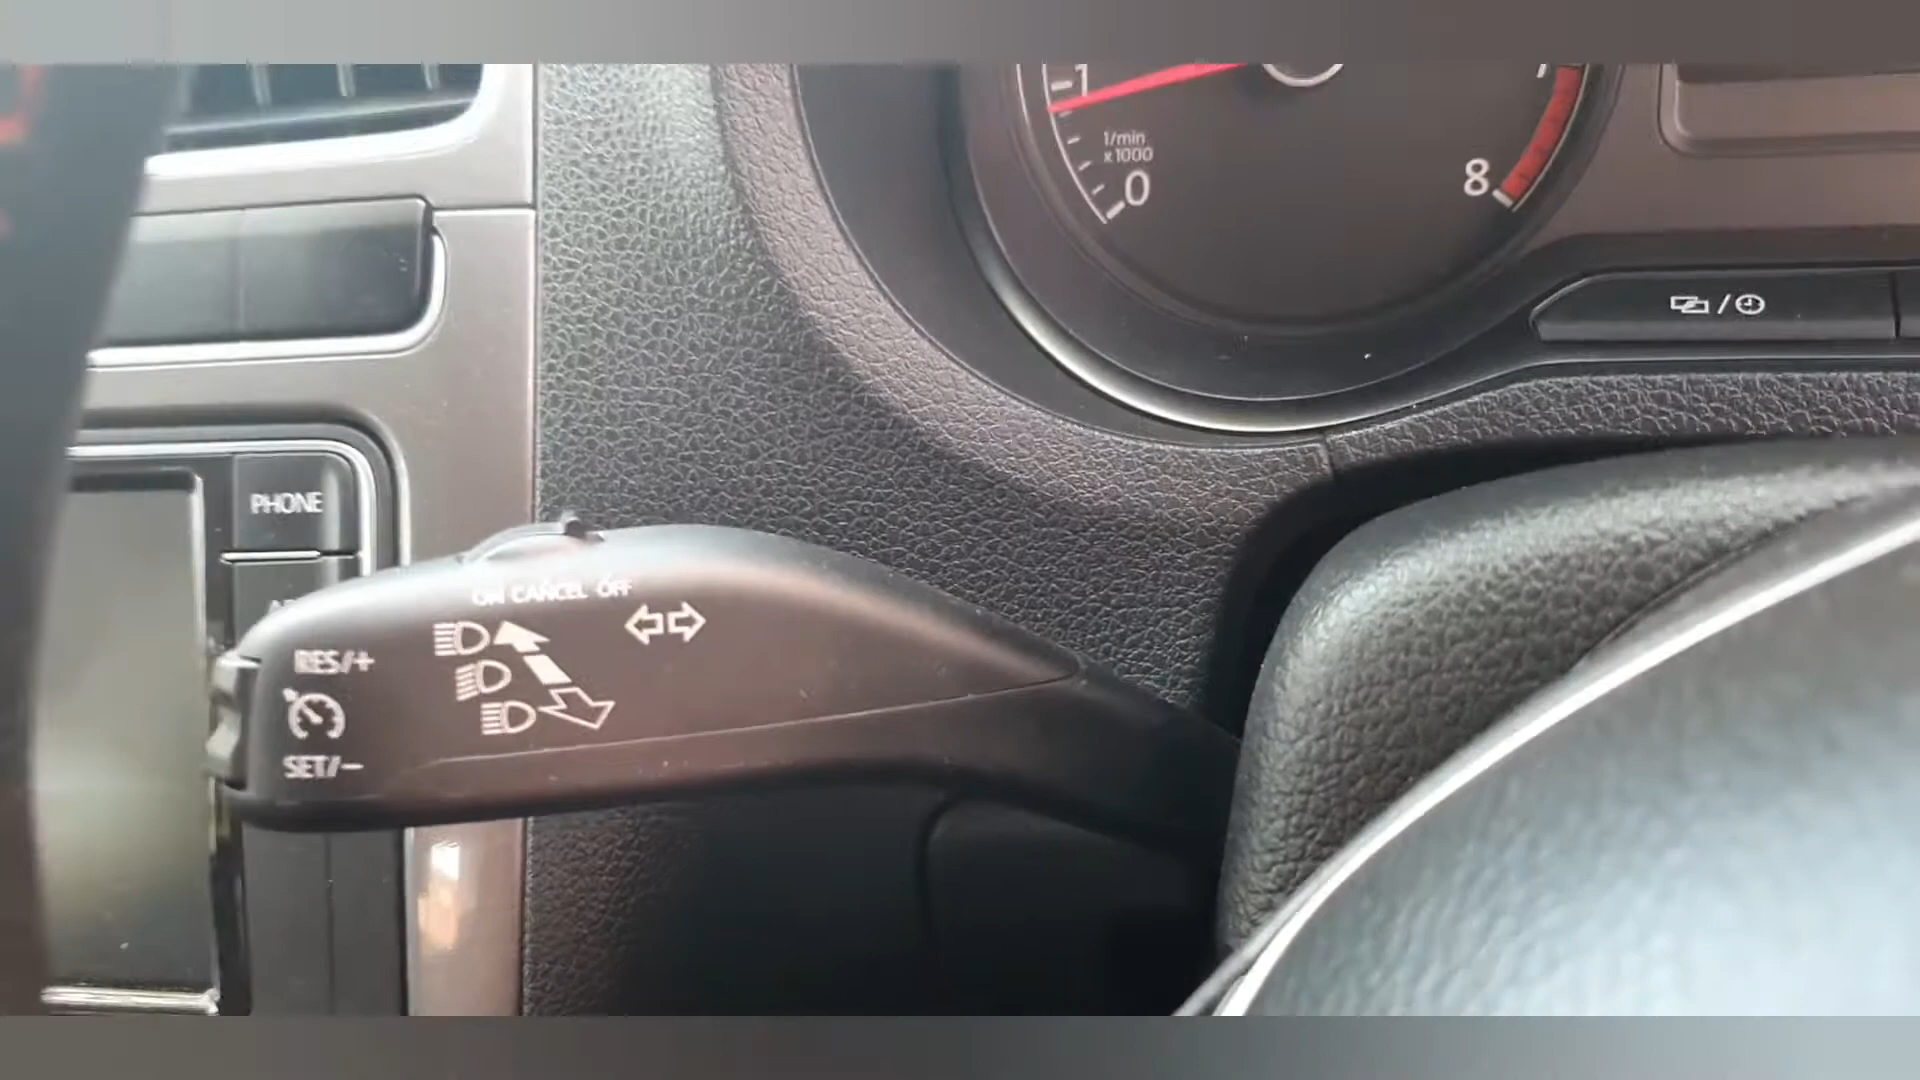 1
1/min
x1000
0
8
/
PHONE
ON CANCEL OFF
RES/+
SET/−